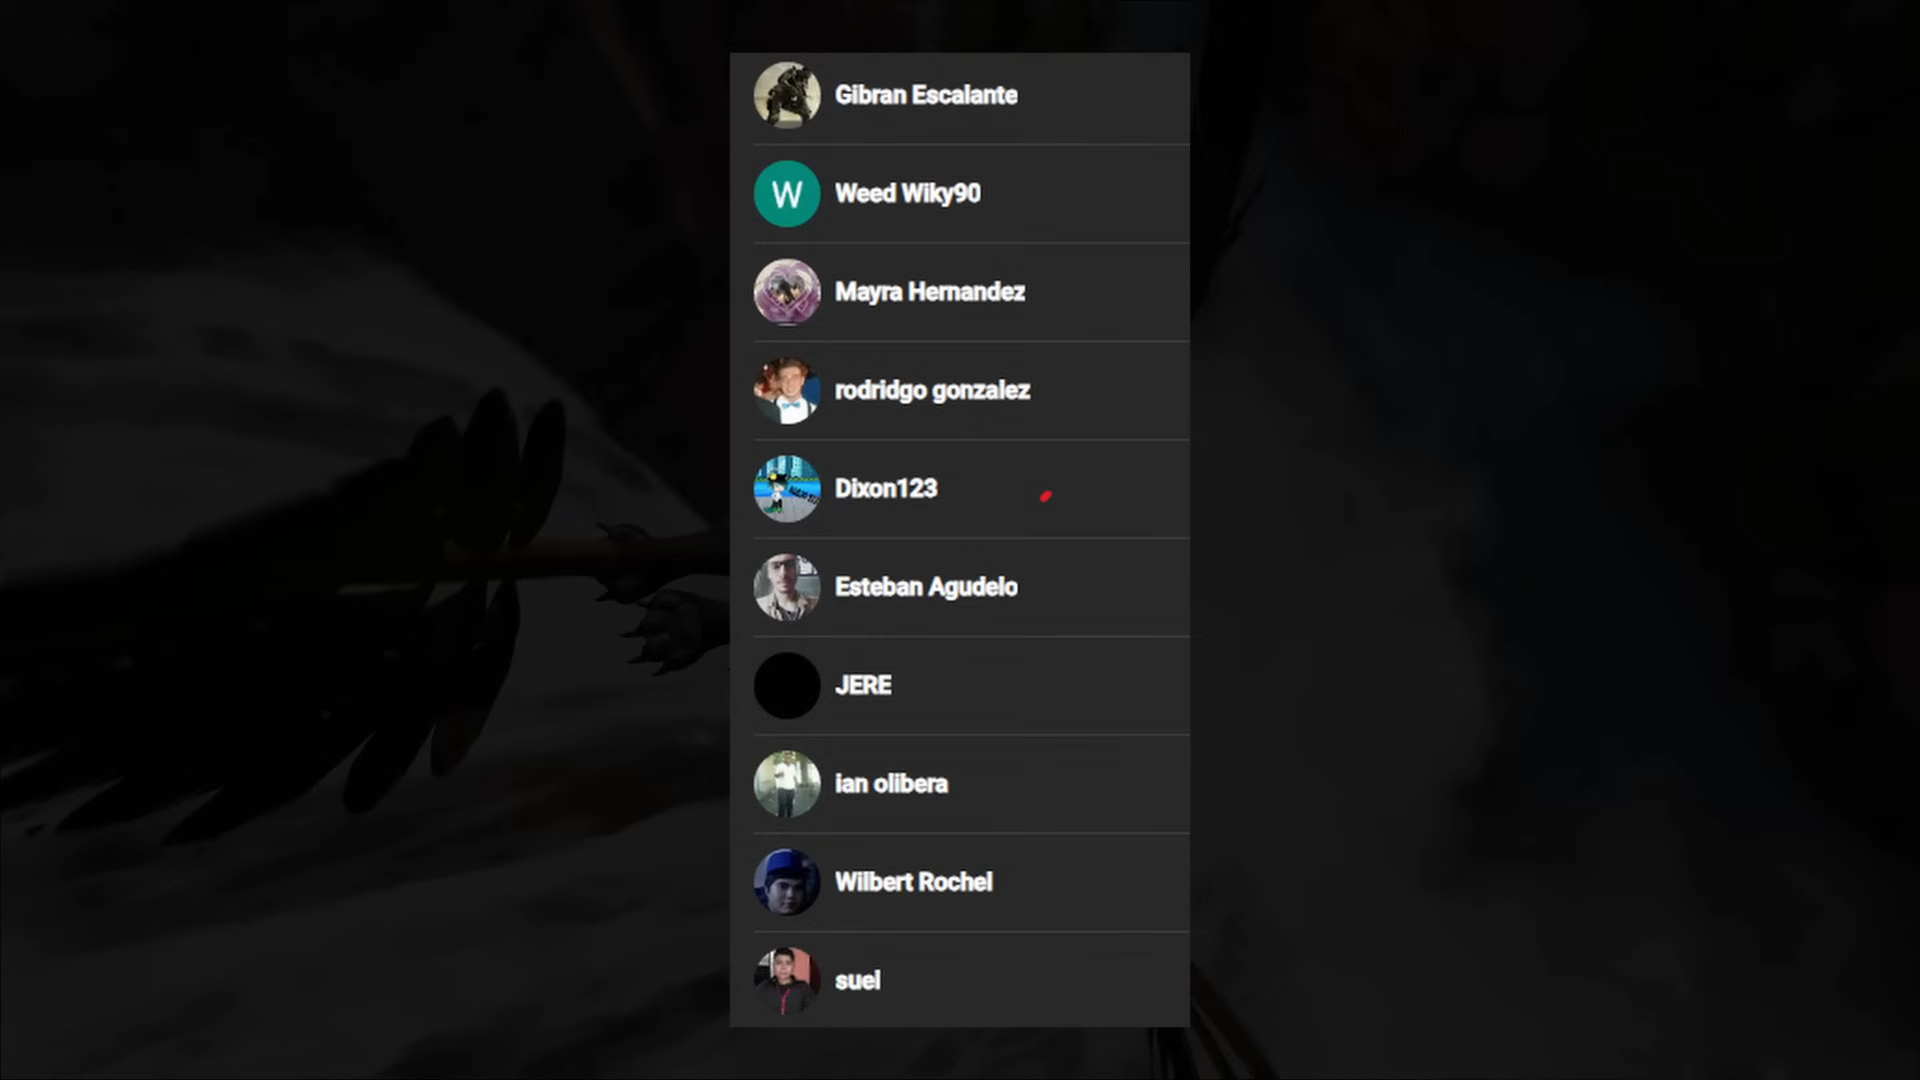 Gibran Escalante
W
Weed Wiky90
Mayra Hernandez
rodridgo gonzalez
Dixon123
Esteban Agudelo
JERE
ian olibera
Wilbert Rochel
suel